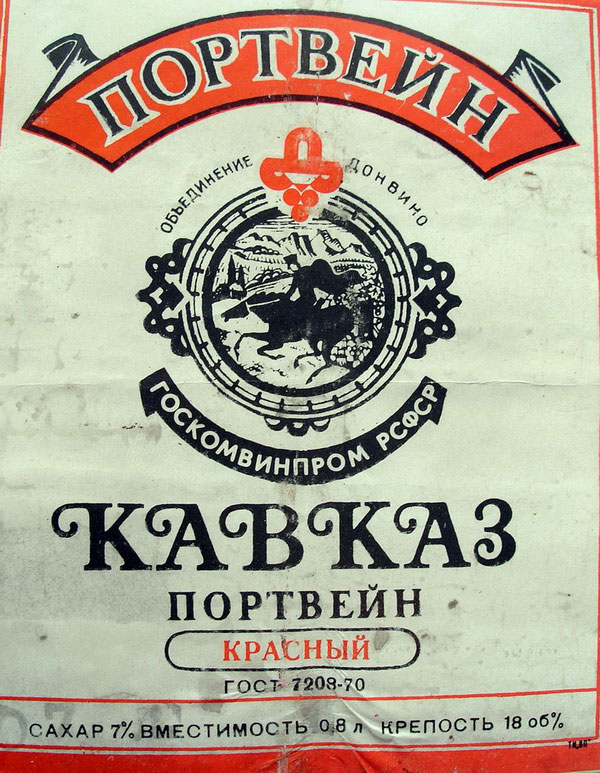 ПОРТВЕЙН
ОБЪЕДИНЕНИЕ ДОНВИНО
ГОСКОМВИНПРОМ РСФСР
КАВКАЗ
ПОРТВЕЙН
КРАСНЫЙ
ГОСТ 7208-70
САХАР 7% ВМЕСТИМОСТЬ 0,8 л КРЕПОСТЬ 18 об%